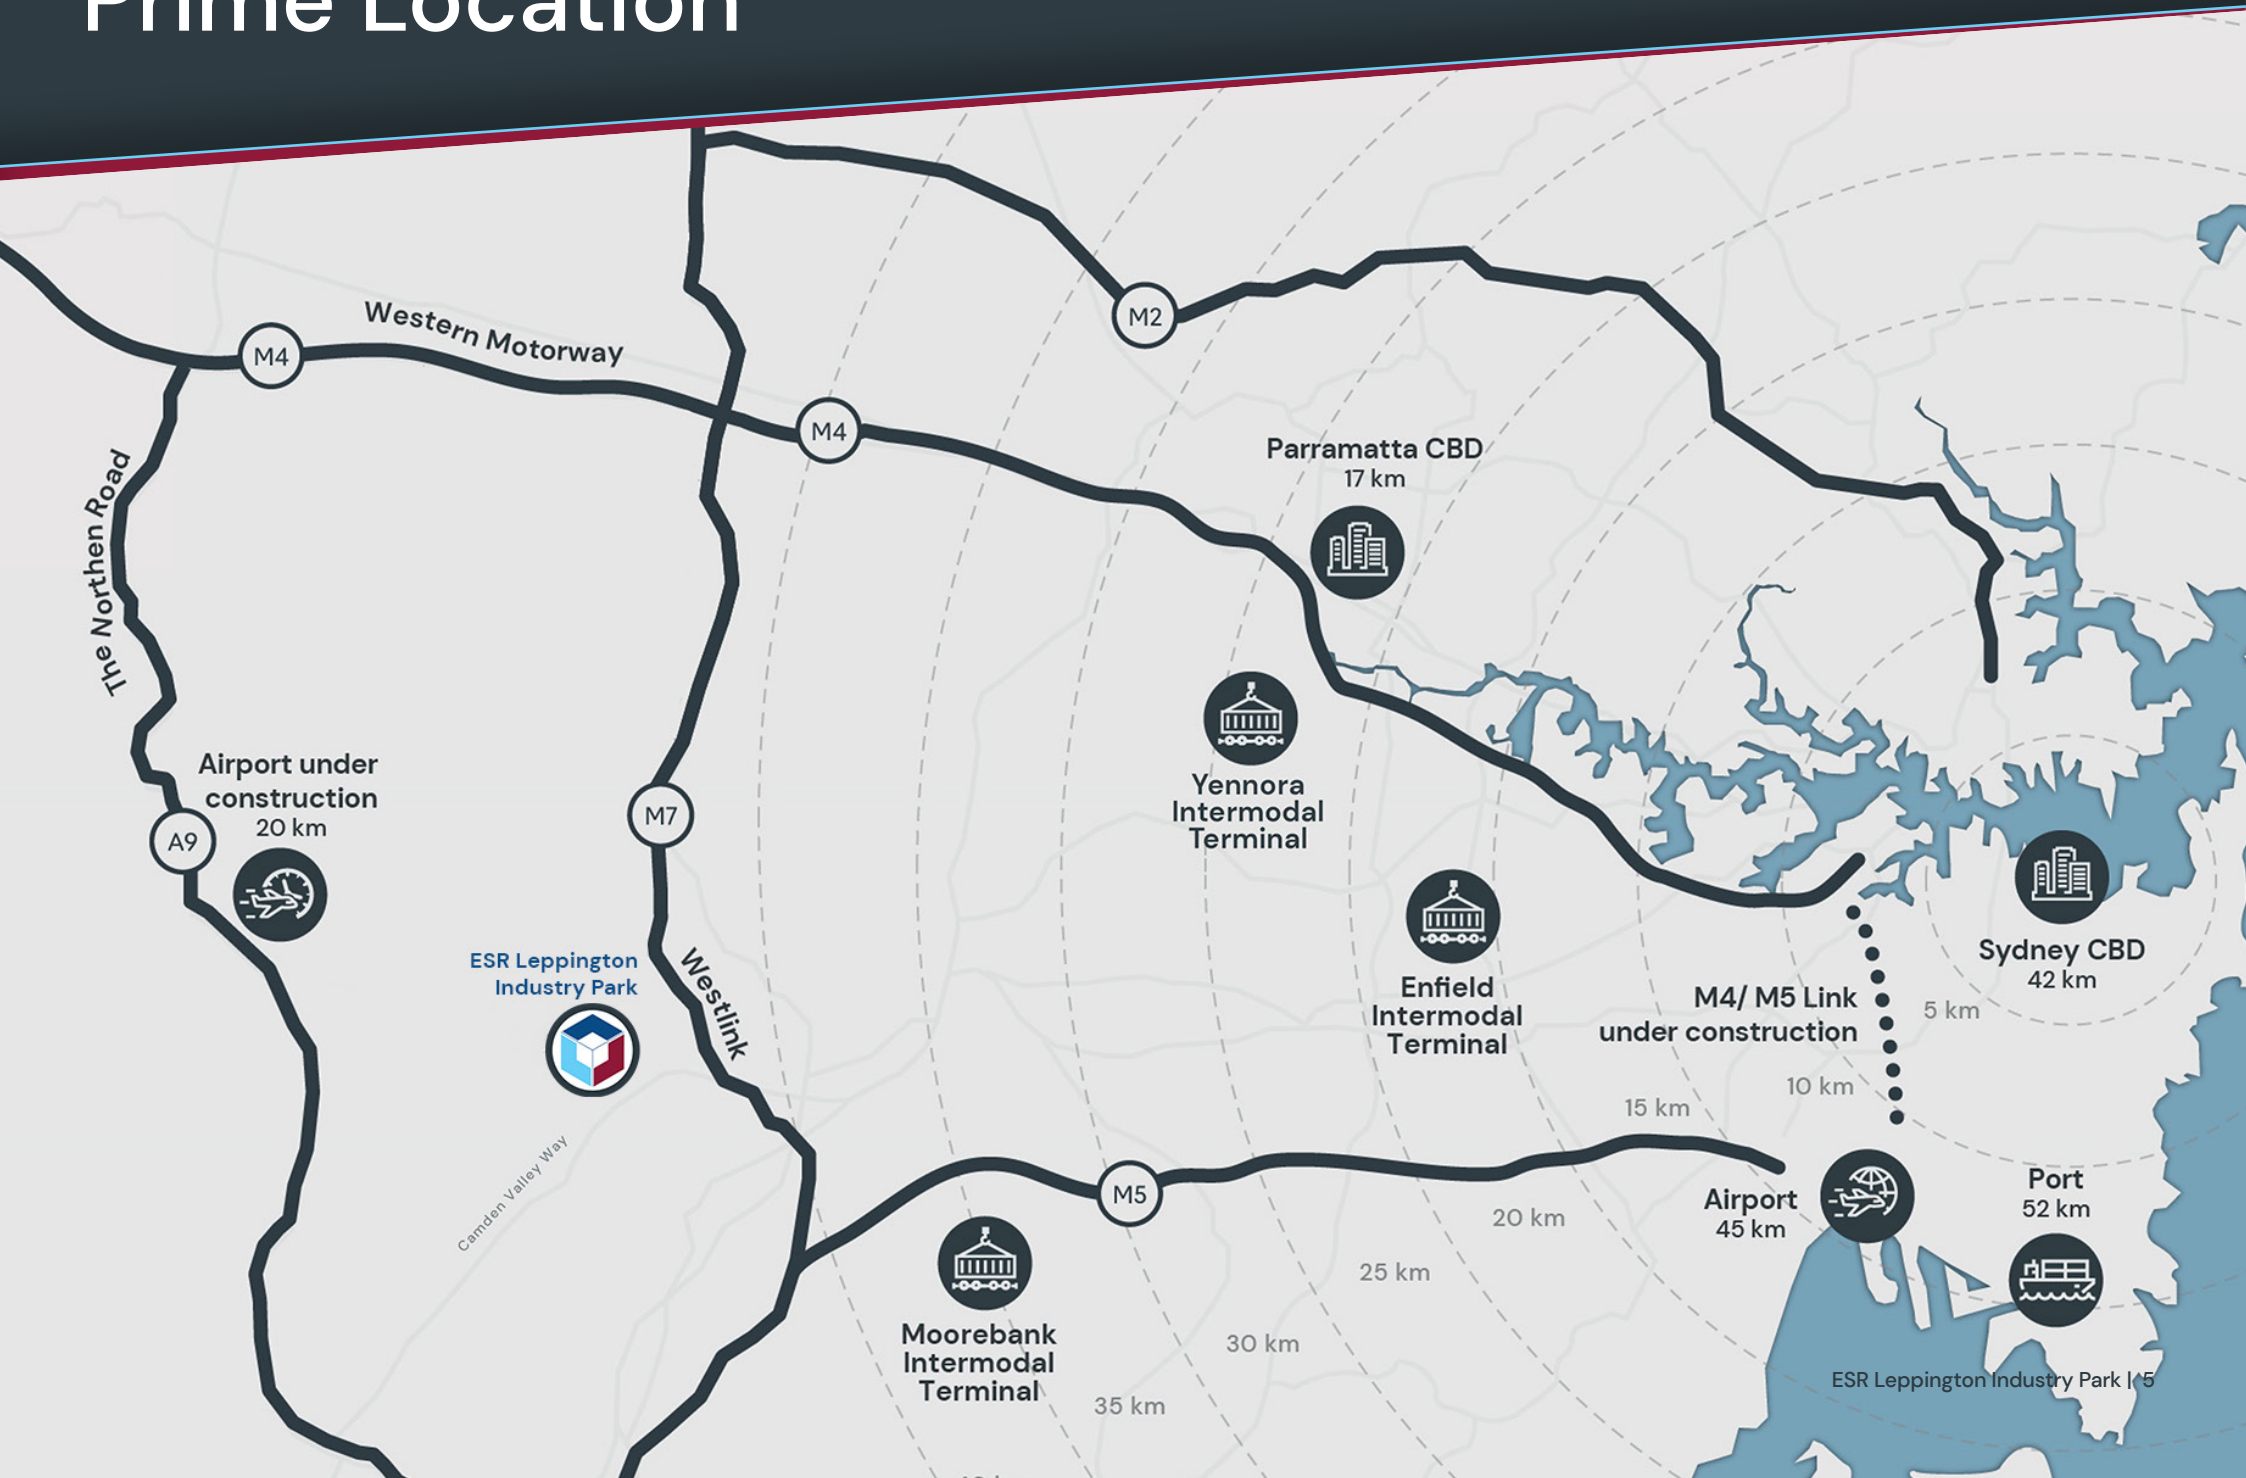 Prime Location
Western Motorway
M4
M4
M2
Parramatta CBD
17 km
The Northen Road
Airport under
construction
20 km
A9
M7
Yennora
Intermodal
Terminal
ESR Leppington
Industry Park
Westlink
Enfield
Intermodal
Terminal
Sydney CBD
42 km
M4/ M5 Link
under construction
5 km
10 km
15 km
Camden Valley Way
M5
Airport
45 km
Port
52 km
20 km
25 km
Moorebank
Intermodal
Terminal
30 km
35 km
ESR Leppington Industry Park | 5